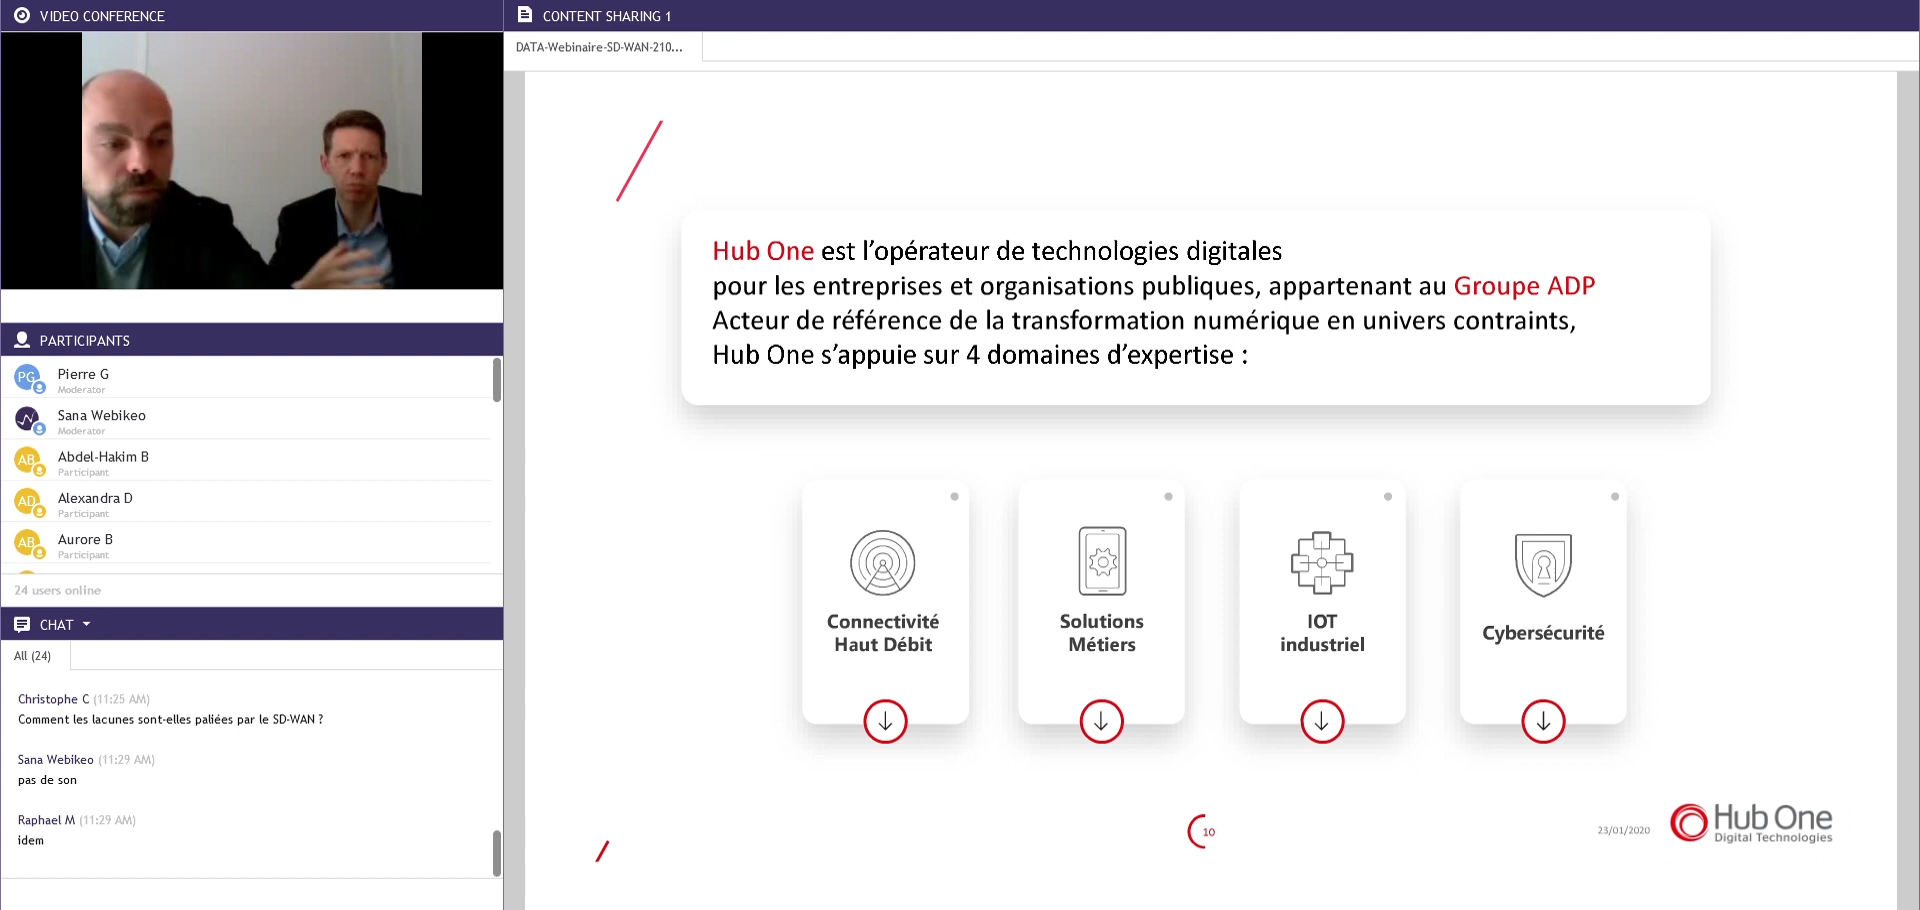 VIDEO CONFERENCE
PARTICIPANTS
PG
Pierre G
Moderator
Sana Webikeo
Moderator
AB
Abdel-Hakim B
Participant
AD
Alexandra D
Participant
AB
Aurore B
Participant
24 users online
CHAT
All (24)
Christophe C (11:25 AM)
Comment les lacunes sont-elles paliées par le SD-WAN ?
Sana Webikeo (11:29 AM)
pas de son
Raphael M (11:29 AM)
idem
CONTENT SHARING 1
DATA-Webinaire-SD-WAN-210...
Hub One est l’opérateur de technologies digitales
pour les entreprises et organisations publiques, appartenant au Groupe ADP
Acteur de référence de la transformation numérique en univers contraints,
Hub One s’appuie sur 4 domaines d’expertise :
Connectivité
Haut Débit
Solutions
Métiers
IOT
industriel
Cybersécurité
10
23/01/2020
Hub One
Digital Technologies